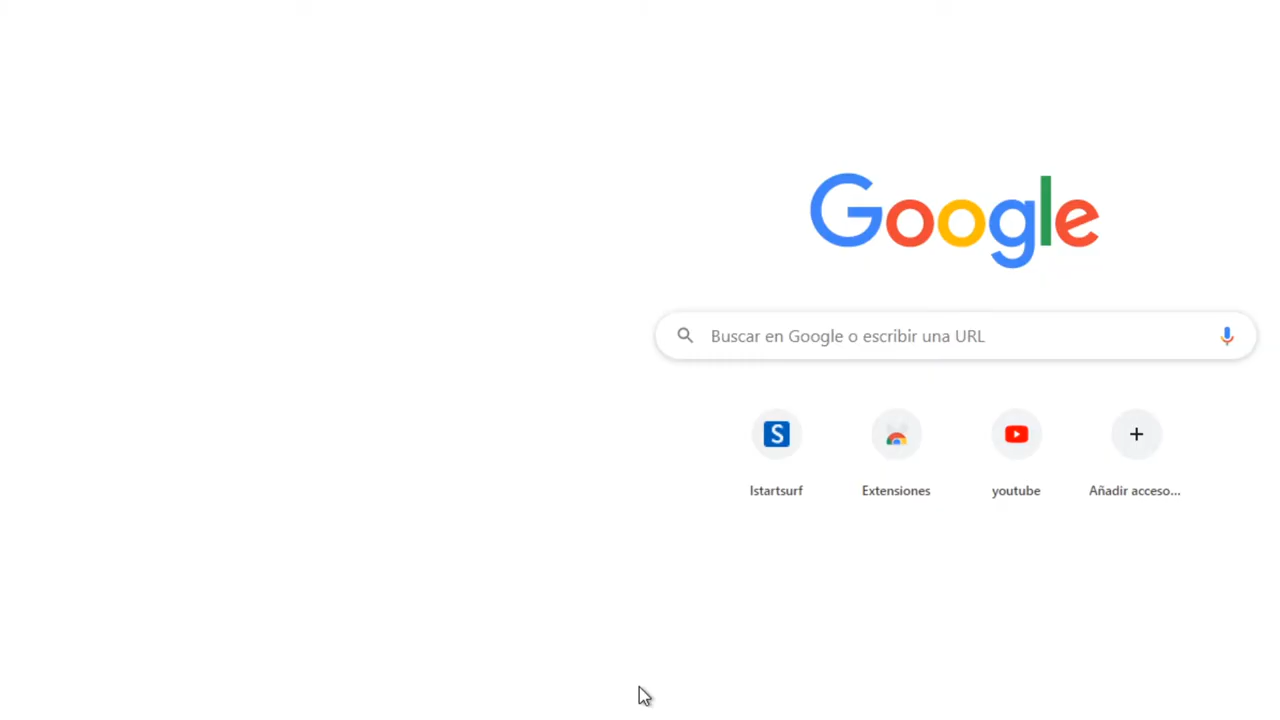 Google
Buscar en Google o escribir una URL
S
Istartsurf
Extensiones
youtube
Añadir acceso...